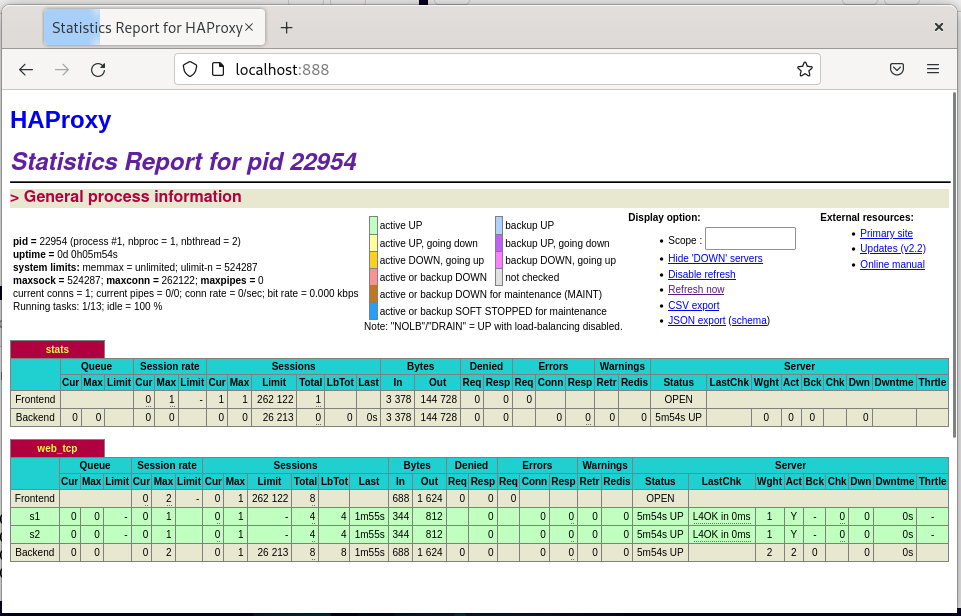 Statistics Report for HAProxy
localhost:888
HAProxy
Statistics Report for pid 22954
> General process information
pid = 22954 (process #1, nbproc = 1, nbthread = 2)
uptime = 0d 0h05m54s
system limits: memmax = unlimited; ulimit-n = 524287
maxsock = 524287; maxconn = 262122; maxpipes = 0
current conns = 1; current pipes = 0/0; conn rate = 0/sec; bit rate = 0.000 kbps
Running tasks: 1/13; idle = 100 %
active UP
backup UP
active UP, going down
backup UP, going down
active DOWN, going up
backup DOWN, going up
active or backup DOWN
not checked
active or backup DOWN for maintenance (MAINT)
active or backup SOFT STOPPED for maintenance
Note: "NOLB"/"DRAIN" = UP with load-balancing disabled.
Display option:
Scope :
Hide 'DOWN' servers
Disable refresh
Refresh now
CSV export
JSON export (schema)
External resources:
Primary site
Updates (v2.2)
Online manual
stats
Queue Session rate Sessions Bytes Denied Errors Warnings Server
Cur Max Limit Cur Max Limit Cur Max Limit Total LbTot Last In Out Req Resp Req Conn Resp Retr Redis Status LastChk Wght Act Bck Chk Dwn Dwntme Thrtle
Frontend 0 1 - 1 1 262 122 1 3 378 144 728 0 0 0 OPEN
Backend 0 0 0 0 0 0 26 213 0 0 0s 3 378 144 728 0 0 0 0 0 0 5m54s UP 0 0 0 0
web_tcp
Queue Session rate Sessions Bytes Denied Errors Warnings Server
Cur Max Limit Cur Max Limit Cur Max Limit Total LbTot Last In Out Req Resp Req Conn Resp Retr Redis Status LastChk Wght Act Bck Chk Dwn Dwntme Thrtle
Frontend 0 2 - 0 1 262 122 8 688 1 624 0 0 0 OPEN
s1 0 0 - 0 1 0 1 - 4 4 1m55s 344 812 0 0 0 0 0 5m54s UP L4OK in 0ms 1 Y - 0 0 0s -
s2 0 0 - 0 1 0 1 - 4 4 1m55s 344 812 0 0 0 0 0 5m54s UP L4OK in 0ms 1 Y - 0 0 0s -
Backend 0 0 0 2 0 1 26 213 8 8 1m55s 688 1 624 0 0 0 0 0 0 5m54s UP 2 2 0 0 0s